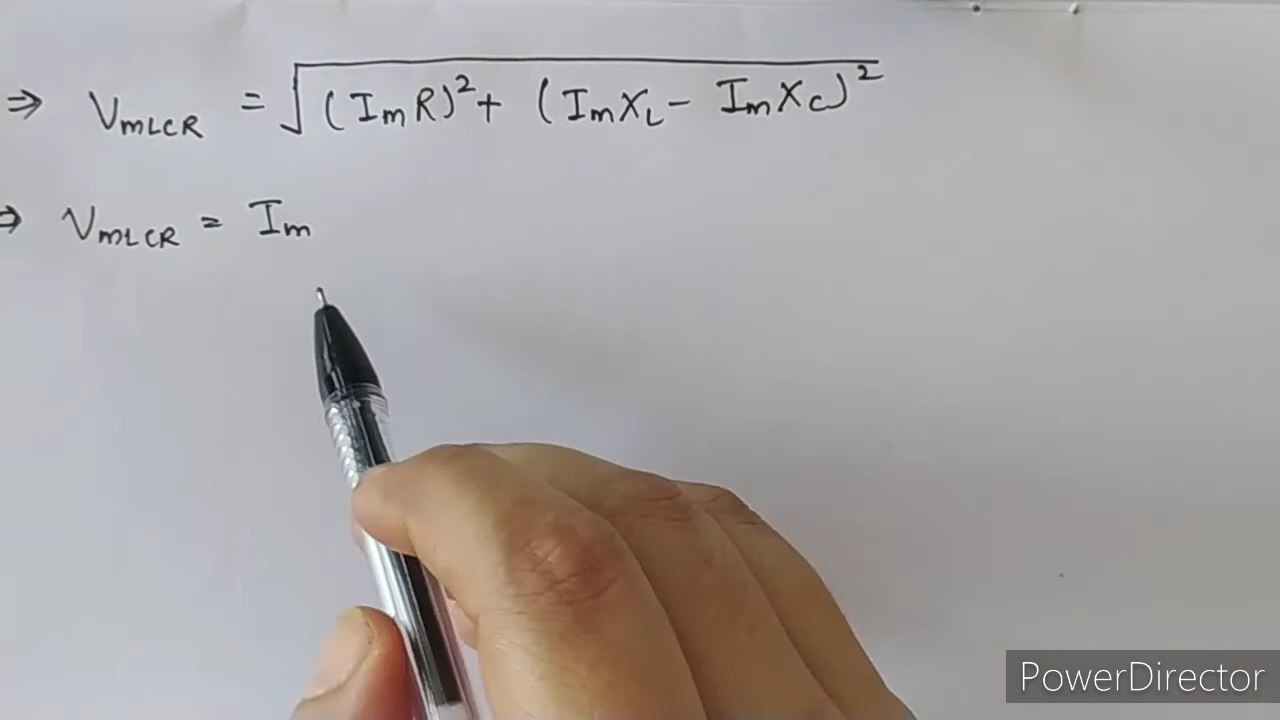 ⇒ VmLCR = √(ImR)² + (ImXL - ImXC)²
⇒ VmLCR = Im
PowerDirector